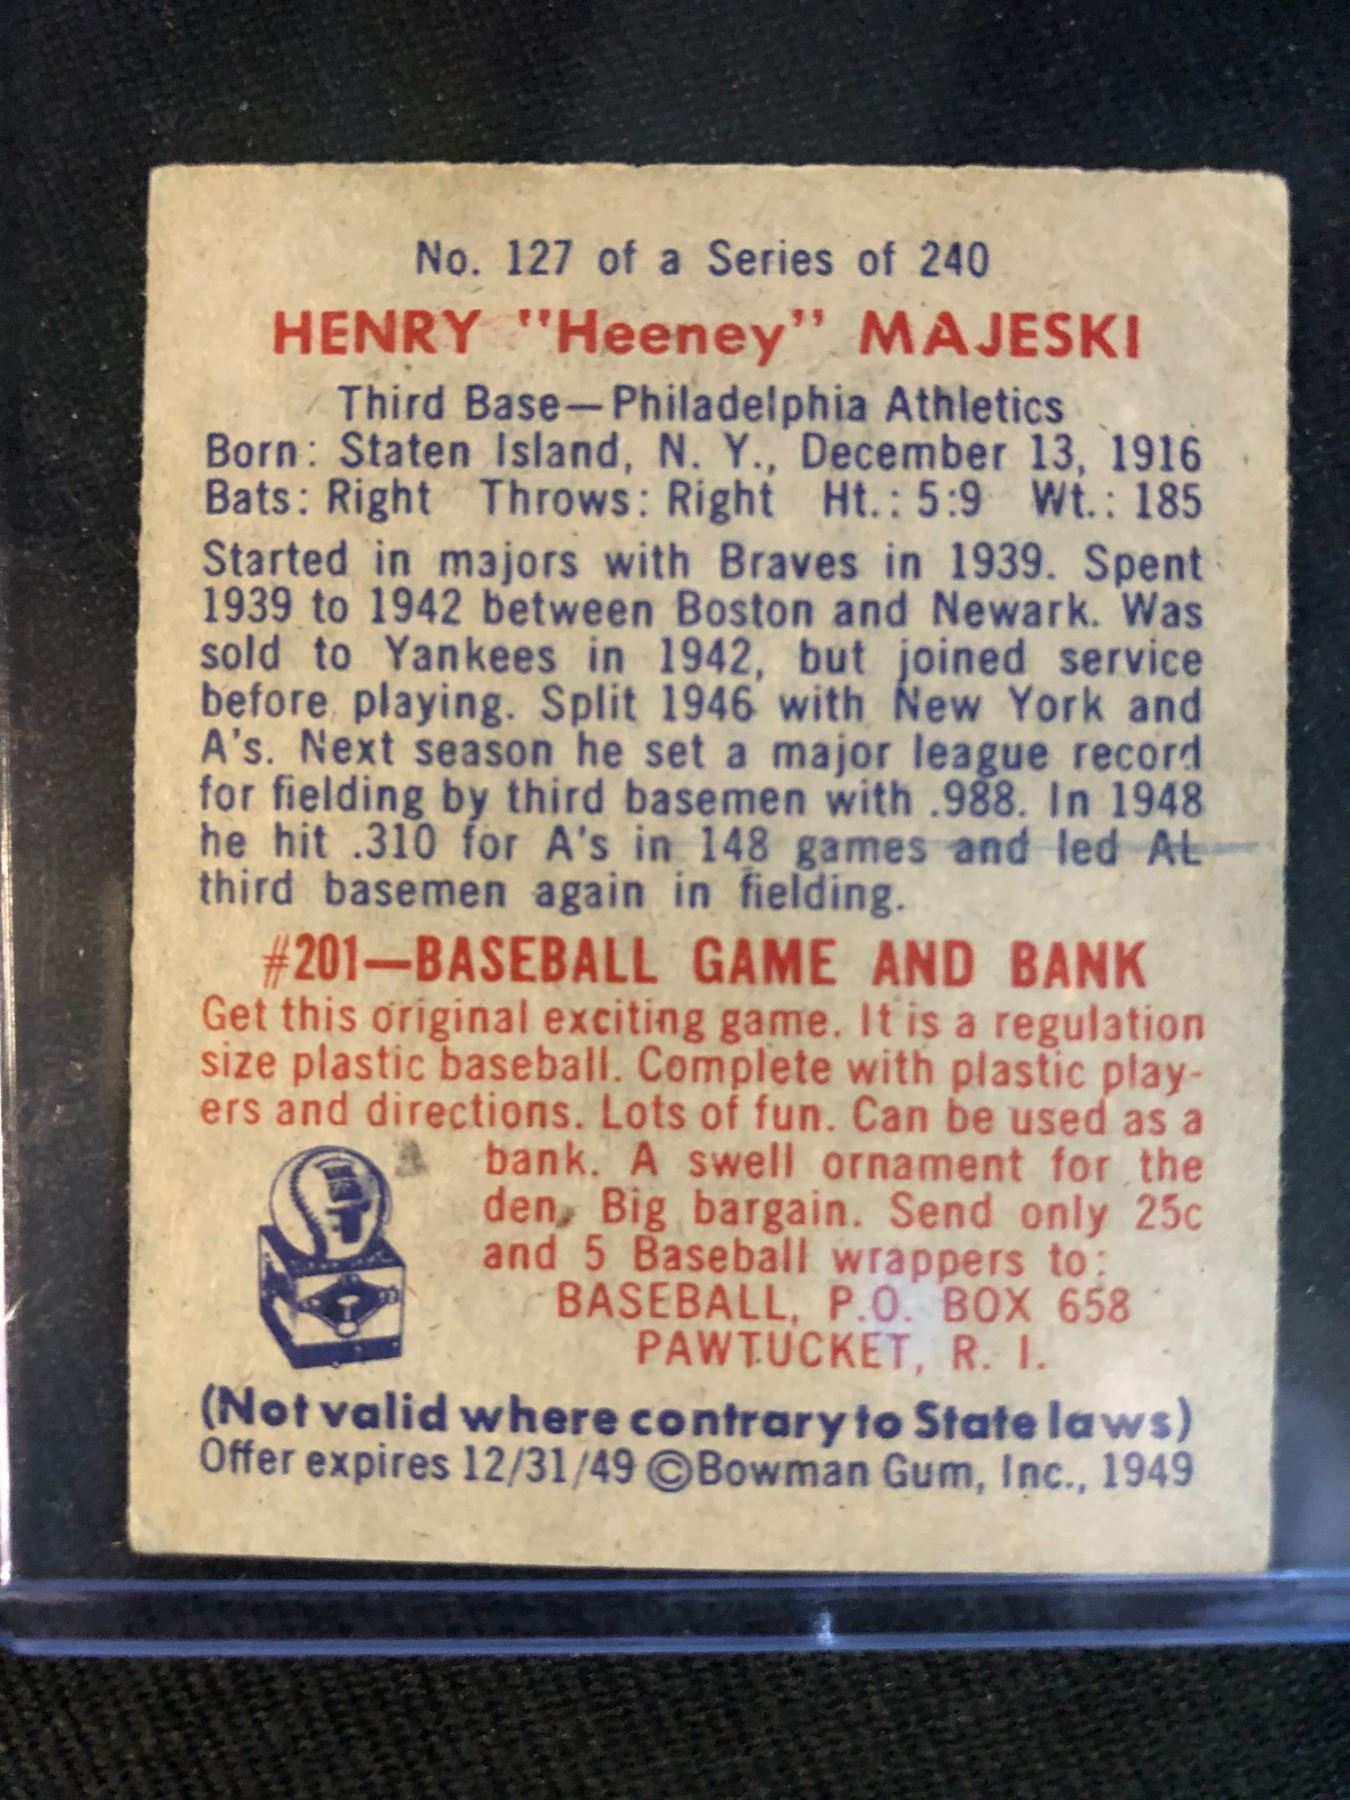 No. 127 of a Series of 240
HENRY "Heeney" MAJESKI
Third Base—Philadelphia Athletics
Born: Staten Island, N. Y., December 13, 1916
Bats: Right Throws: Right Ht.: 5:9 Wt.: 185
Started in majors with Braves in 1939. Spent
1939 to 1942 between Boston and Newark. Was
sold to Yankees in 1942, but joined service
before playing. Split 1946 with New York and
A's. Next season he set a major league record
for fielding by third basemen with .988. In 1948
he hit .310 for A's in 148 games and led AL
third basemen again in fielding.
#201—BASEBALL GAME AND BANK
Get this original exciting game. It is a regulation
size plastic baseball. Complete with plastic play-
ers and directions. Lots of fun. Can be used as a
bank. A swell ornament for the
den. Big bargain. Send only 25c
and 5 Baseball wrappers to:
BASEBALL, P.O. BOX 658
PAWTUCKET, R. I.
(Not valid where contrary to State laws)
Offer expires 12/31/49 ©Bowman Gum, Inc., 1949